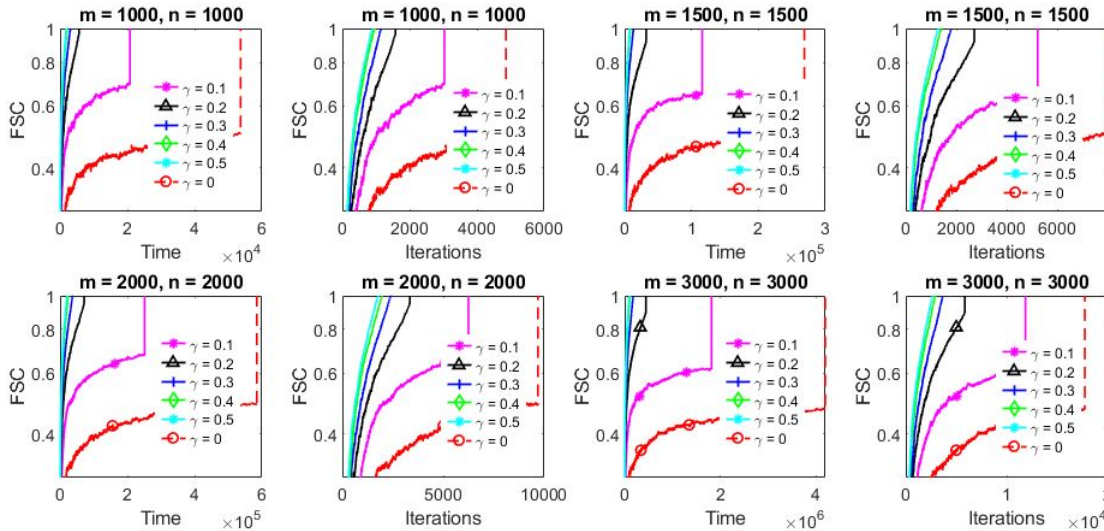 m = 1000, n = 1000
1
0.8
0.6
0.4
FSC
γ = 0.1
γ = 0.2
γ = 0.3
γ = 0.4
γ = 0.5
γ = 0
0 2 4 6
Time ×10^4
m = 1000, n = 1000
1
0.8
0.6
0.4
FSC
γ = 0.1
γ = 0.2
γ = 0.3
γ = 0.4
γ = 0.5
γ = 0
0 2000 4000 6000
Iterations
m = 1500, n = 1500
1
0.8
0.6
0.4
FSC
γ = 0.1
γ = 0.2
γ = 0.3
γ = 0.4
γ = 0.5
γ = 0
0 1 2 3
Time ×10^5
m = 1500, n = 1500
1
0.8
0.6
0.4
FSC
γ = 0.1
γ = 0.2
γ = 0.3
γ = 0.4
γ = 0.5
γ = 0
0 2000 4000 6000
Iterations
m = 2000, n = 2000
1
0.8
0.6
0.4
FSC
γ = 0.1
γ = 0.2
γ = 0.3
γ = 0.4
γ = 0.5
γ = 0
0 2 4 6
Time ×10^5
m = 2000, n = 2000
1
0.8
0.6
0.4
FSC
γ = 0.1
γ = 0.2
γ = 0.3
γ = 0.4
γ = 0.5
γ = 0
0 5000 10000
Iterations
m = 3000, n = 3000
1
0.8
0.6
0.4
FSC
γ = 0.1
γ = 0.2
γ = 0.3
γ = 0.4
γ = 0.5
γ = 0
0 2 4
Time ×10^6
m = 3000, n = 3000
1
0.8
0.6
0.4
FSC
γ = 0.1
γ = 0.2
γ = 0.3
γ = 0.4
γ = 0.5
γ = 0
0 1
Iterations ×10^4